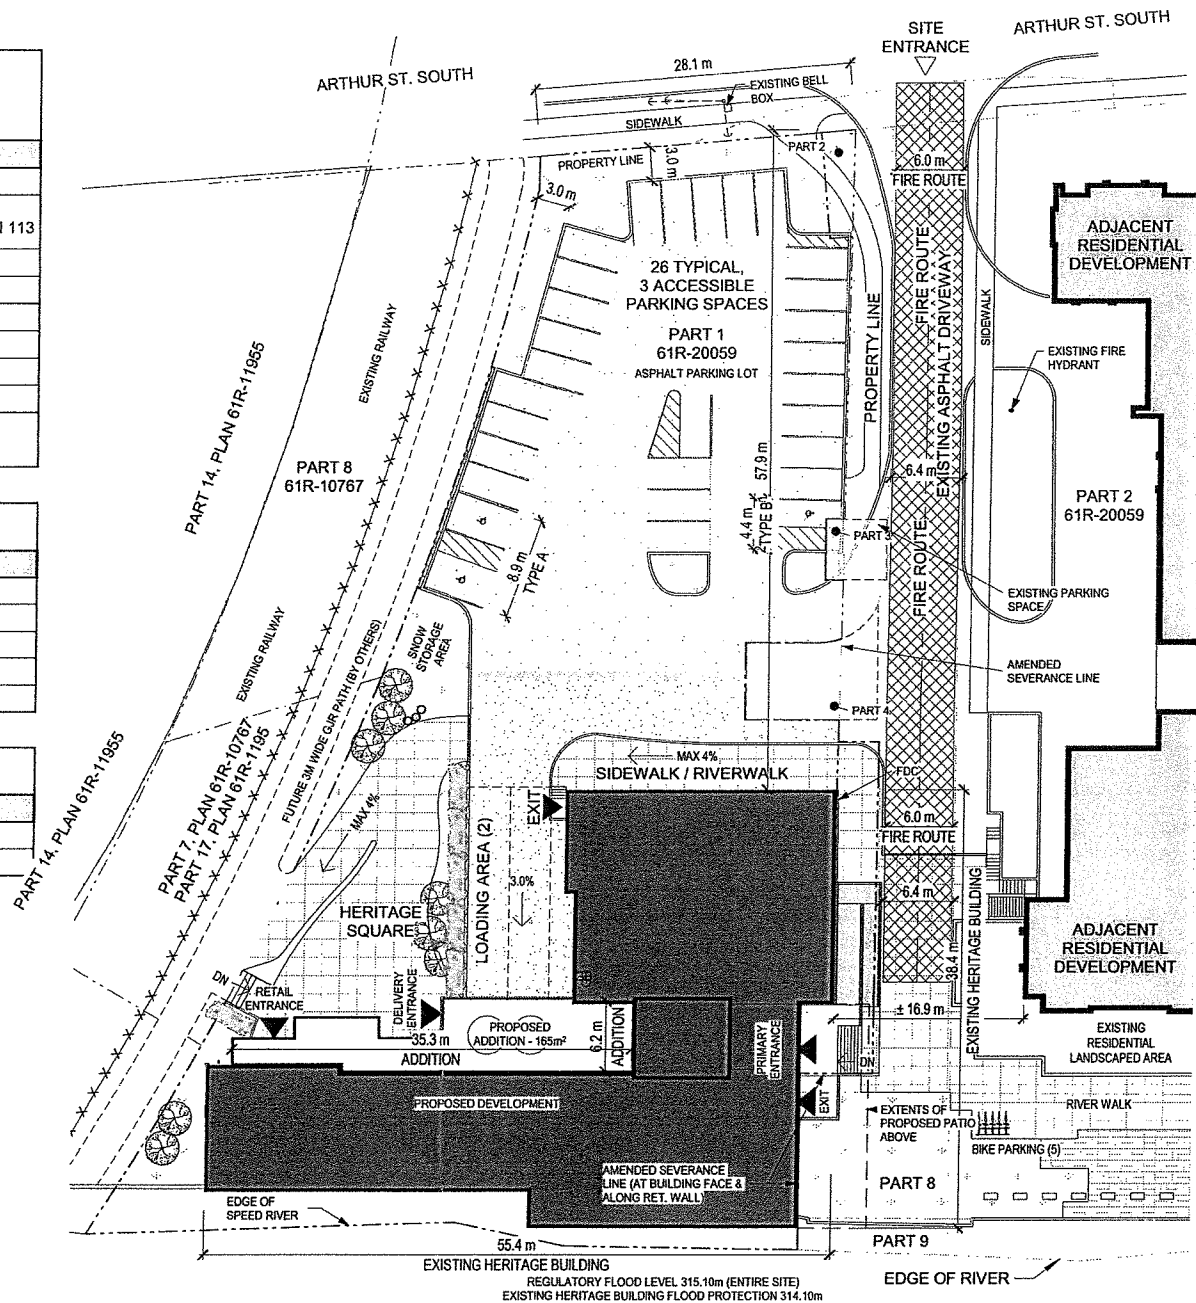 ARTHUR ST. SOUTH
SITE
ENTRANCE
ARTHUR ST. SOUTH
28.1 m
EXISTING BELL
BOX
SIDEWALK
PROPERTY LINE
3.0 m
3.0 m
PART 2
6.0 m
FIRE ROUTE
113
ADJACENT
RESIDENTIAL
DEVELOPMENT
26 TYPICAL,
3 ACCESSIBLE
PARKING SPACES
PART 1
61R-20059
ASPHALT PARKING LOT
PROPERTY LINE
FIRE ROUTE
EXISTING ASPHALT DRIVEWAY
SIDEWALK
EXISTING FIRE
HYDRANT
EXISTING RAILWAY
PART 14, PLAN 61R-11955
PART 8
61R-10767
57.9 m
6.4 m
PART 2
61R-20059
4.4 m
TYPE B
PART 3
8.9 m
TYPE A
FIRE ROUTE
EXISTING PARKING
SPACE
EXISTING RAILWAY
FUTURE 3M WIDE GJR PATH (BY OTHERS)
SNOW
STORAGE
AREA
AMENDED
SEVERANCE LINE
PART 4
PART 14, PLAN 61R-11955
PART 7, PLAN 61R-10767
PART 17, PLAN 61R-1195
MAX 4%
MAX 4%
SIDEWALK / RIVERWALK
FDC
EXIT
6.0 m
FIRE ROUTE
LOADING AREA (2)
3.0%
6.4 m
HERITAGE
SQUARE
38.4 m
EXISTING HERITAGE BUILDING
ADJACENT
RESIDENTIAL
DEVELOPMENT
DN
RETAIL
ENTRANCE
DELIVERY
ENTRANCE
PROPOSED
ADDITION - 165m²
35.3 m
ADDITION
6.2 m
ADDITION
PRIMARY
ENTRANCE
± 16.9 m
DN
EXISTING
RESIDENTIAL
LANDSCAPED AREA
PROPOSED DEVELOPMENT
EXIT
EXTENTS OF
PROPOSED PATIO
ABOVE
RIVER WALK
BIKE PARKING (5)
AMENDED SEVERANCE
LINE (AT BUILDING FACE &
ALONG RET. WALL)
PART 8
EDGE OF
SPEED RIVER
PART 9
55.4 m
EXISTING HERITAGE BUILDING
EDGE OF RIVER
REGULATORY FLOOD LEVEL 315.10m (ENTIRE SITE)
EXISTING HERITAGE BUILDING FLOOD PROTECTION 314.10m